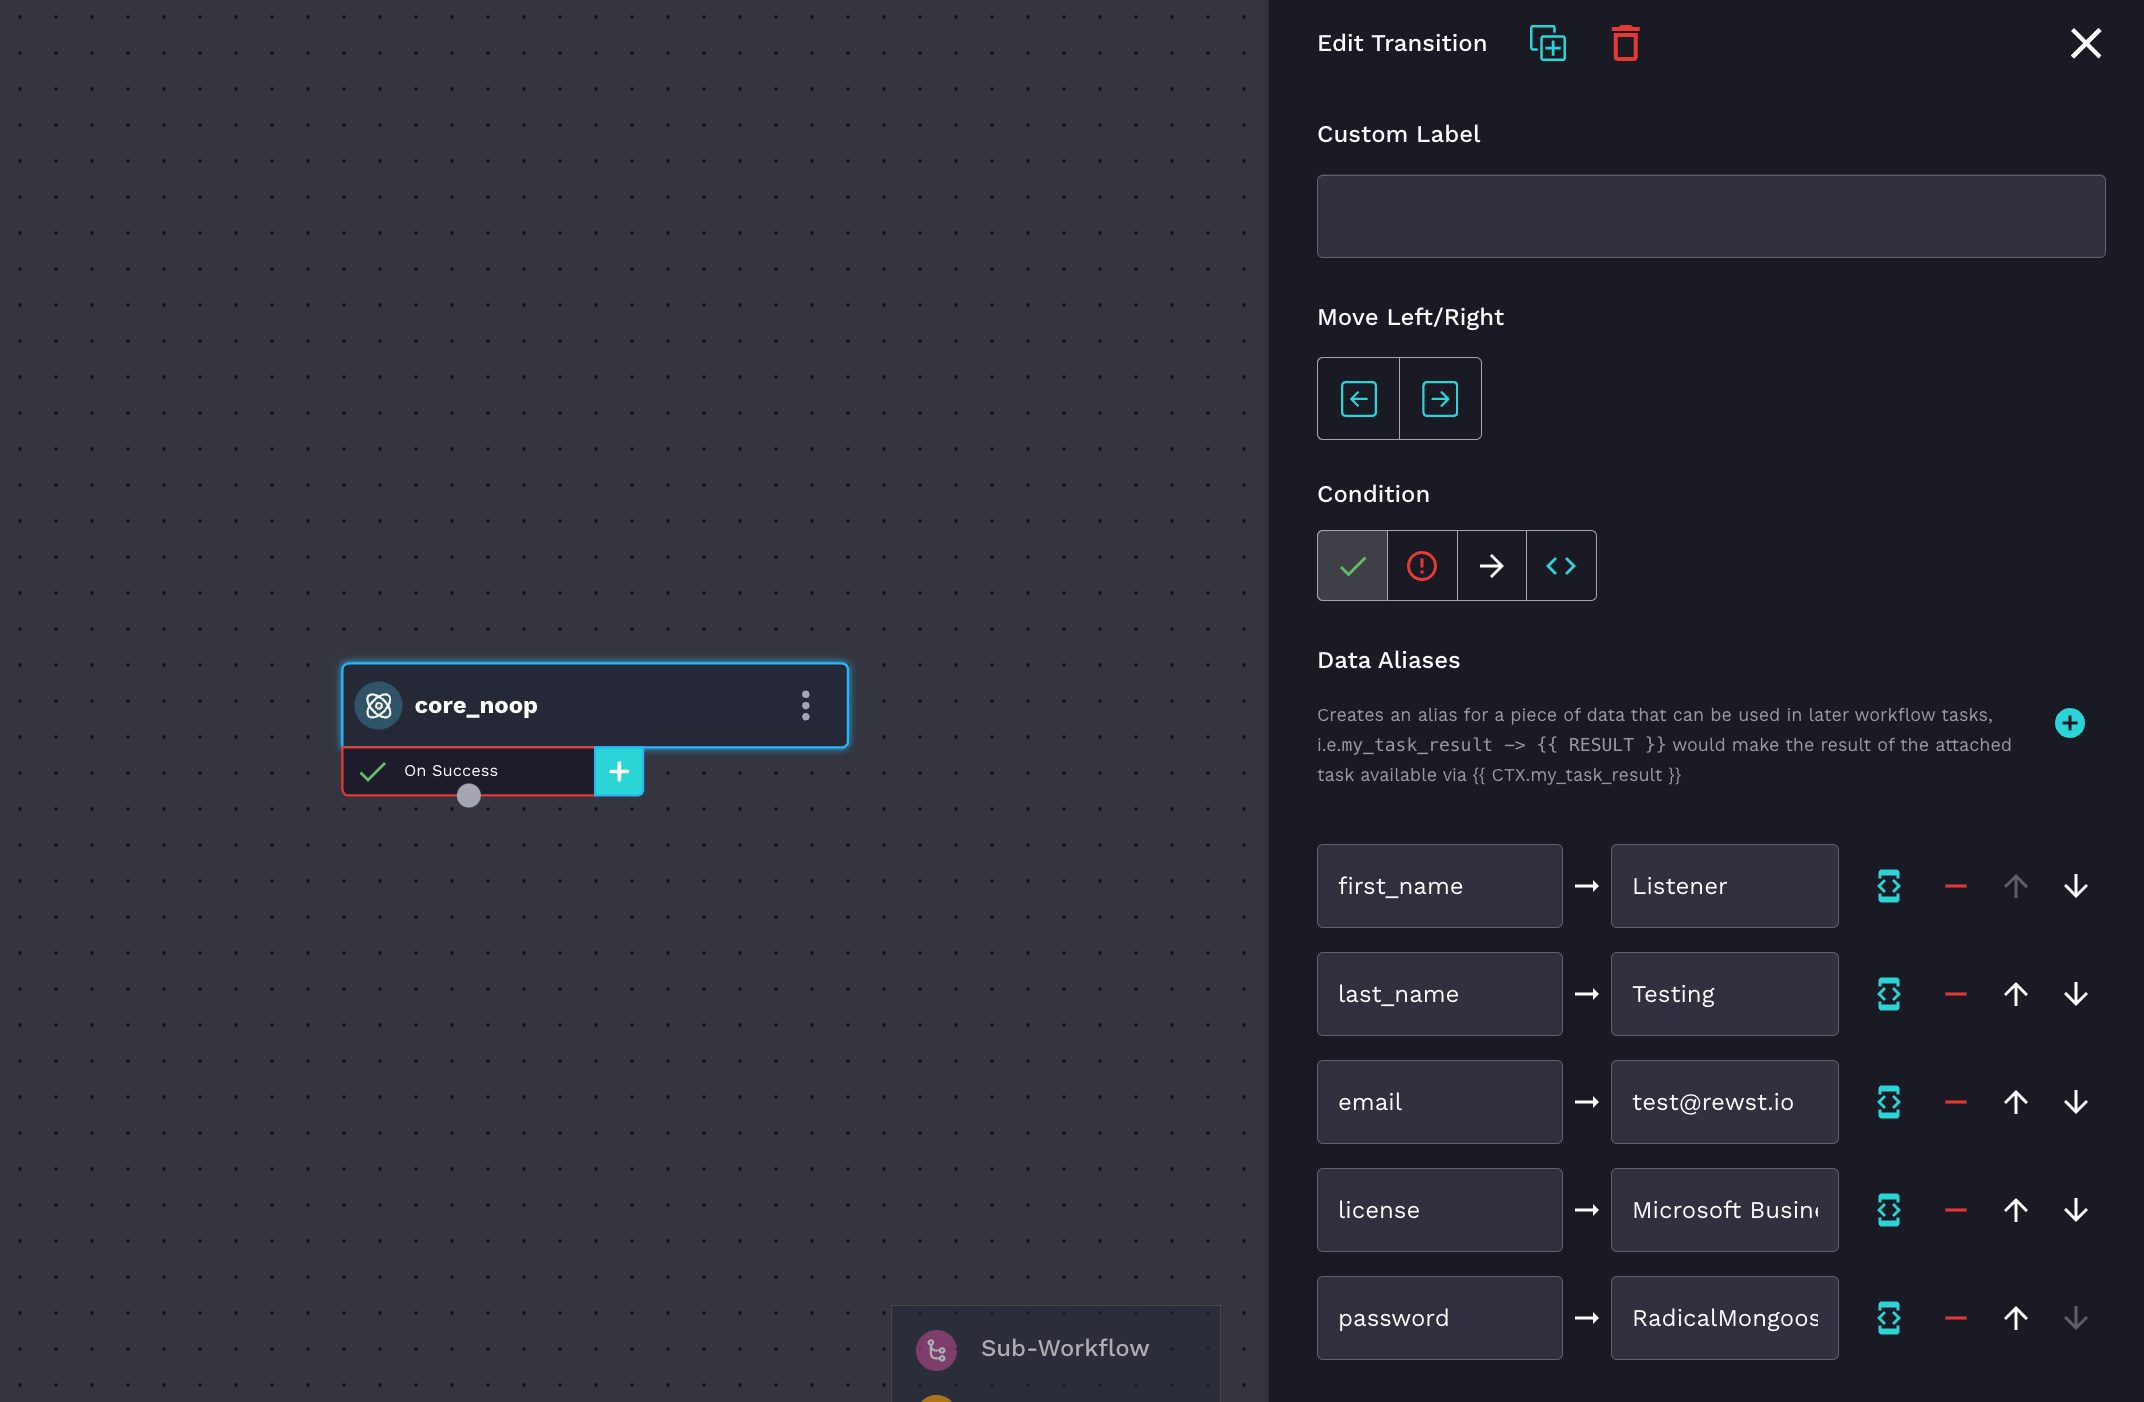 Edit Transition
Custom Label
Move Left/Right
Condition
Data Aliases
Creates an alias for a piece of data that can be used in later workflow tasks,
i.e.my_task_result -> {{ RESULT }} would make the result of the attached
task available via {{ CTX.my_task_result }}
first_name Listener
last_name Testing
email test@rewst.io
license Microsoft Busin
password RadicalMongoos
core_noop
On Success
Sub-Workflow